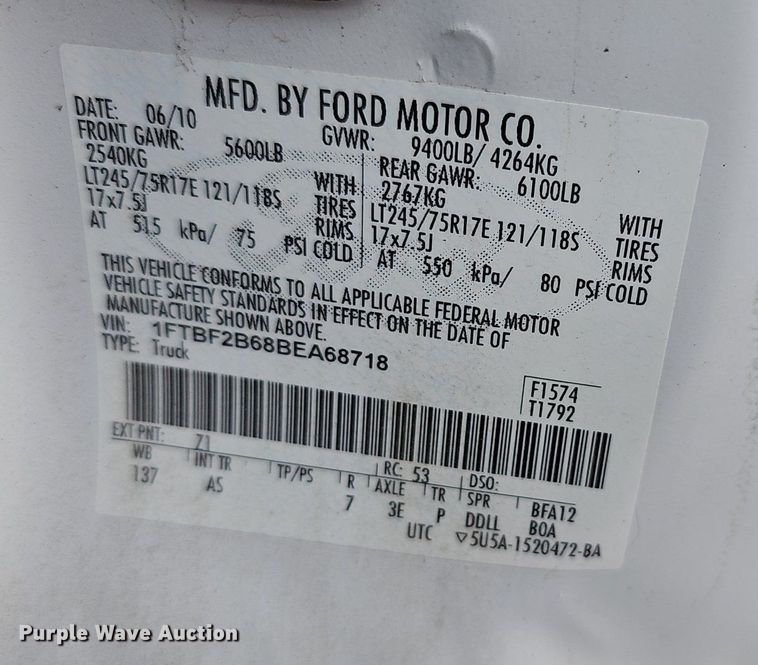 MFD. BY FORD MOTOR CO.
DATE: 06/10 GVWR: 9400LB/ 4264KG
FRONT GAWR: 5600LB REAR GAWR: 6100LB
2540KG WITH 2767KG WITH
LT245/75R17E 121/118S TIRES LT245/75R17E 121/118S TIRES
17x7.5J RIMS 17x7.5J RIMS
AT 515 kPa/ 75 PSI COLD AT 550 kPa/ 80 PSI COLD
THIS VEHICLE CONFORMS TO ALL APPLICABLE FEDERAL MOTOR
VEHICLE SAFETY STANDARDS IN EFFECT ON THE DATE OF
MANUFACTURE SHOWN ABOVE.
VIN: 1FTBF2B68BEA68718
TYPE: Truck
F1574
T1792
EXT PNT: Z1 RC: 53 DSO:
WB INT TR TP/PS R AXLE TR SPR BFA12
137 AS 7 3E P DDLL BOA
UTC ▽5U5A-1520472-BA
Purple Wave Auction